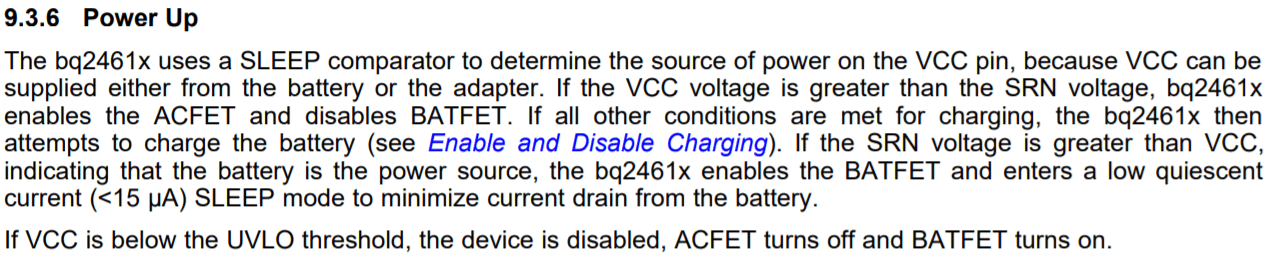 9.3.6 Power Up
The bq2461x uses a SLEEP comparator to determine the source of power on the VCC pin, because VCC can be
supplied either from the battery or the adapter. If the VCC voltage is greater than the SRN voltage, bq2461x
enables the ACFET and disables BATFET. If all other conditions are met for charging, the bq2461x then
attempts to charge the battery (see Enable and Disable Charging). If the SRN voltage is greater than VCC,
indicating that the battery is the power source, the bq2461x enables the BATFET and enters a low quiescent
current (<15 μA) SLEEP mode to minimize current drain from the battery.
If VCC is below the UVLO threshold, the device is disabled, ACFET turns off and BATFET turns on.